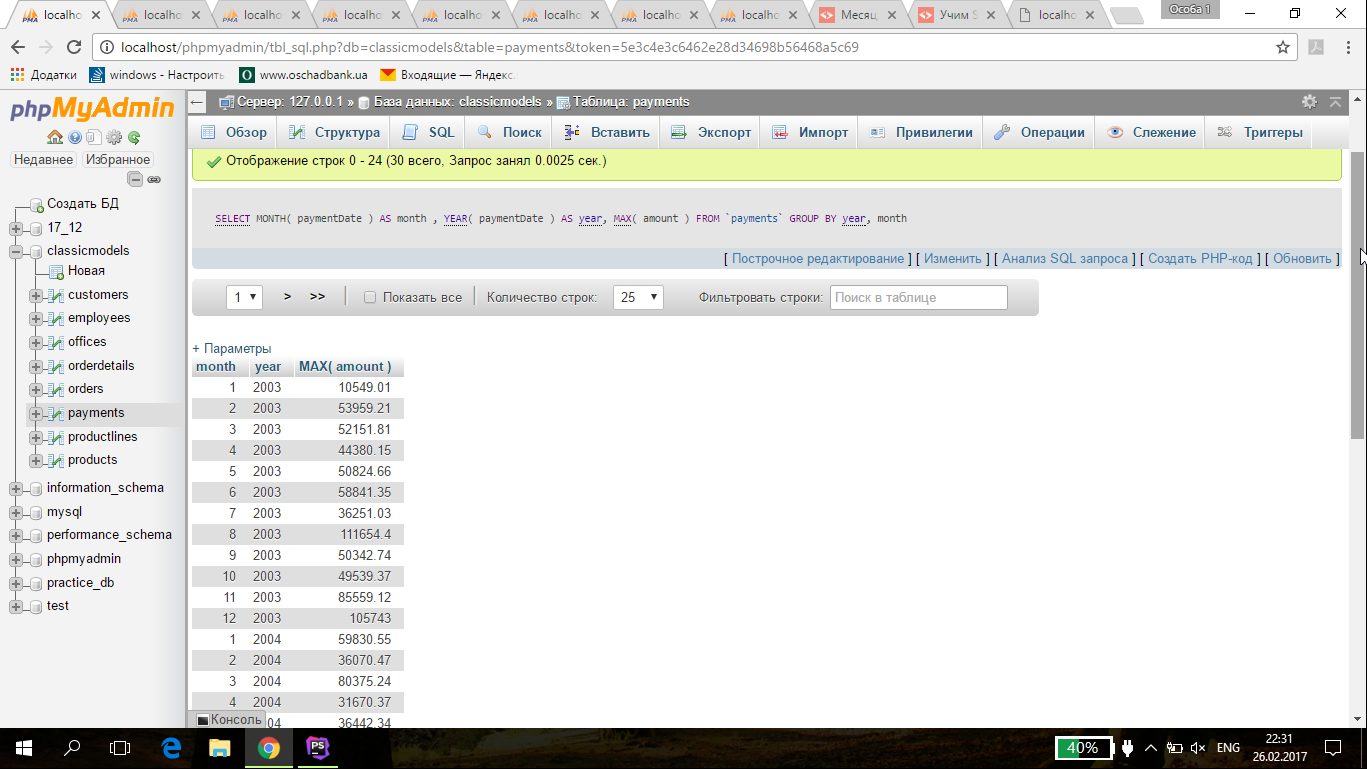 localho
localho
localho
localho
localho
localho
localho
localho
Месяц
Учим S
localho
Особа 1
localhost/phpmyadmin/tbl_sql.php?db=classicmodels&table=payments&token=5e3c4e3c6462e28d34698b56468a5c69
Додатки windows - Настроить www.oschadbank.ua Входящие — Яндекс.
phpMyAdmin
Недавнее Избранное
Создать БД
17_12
classicmodels
Новая
customers
employees
offices
orderdetails
orders
payments
productlines
products
information_schema
mysql
performance_schema
phpmyadmin
practice_db
test
Сервер: 127.0.0.1 » База данных: classicmodels » Таблица: payments
Обзор Структура SQL Поиск Вставить Экспорт Импорт Привилегии Операции Слежение Триггеры
Отображение строк 0 - 24 (30 всего, Запрос занял 0.0025 сек.)
SELECT MONTH( paymentDate ) AS month , YEAR( paymentDate ) AS year, MAX( amount ) FROM `payments` GROUP BY year, month
[ Построчное редактирование ] [ Изменить ] [ Анализ SQL запроса ] [ Создать PHP-код ] [ Обновить ]
1 > >> Показать все Количество строк: 25 Фильтровать строки: Поиск в таблице
+ Параметры
month year MAX( amount )
1 2003 10549.01
2 2003 53959.21
3 2003 52151.81
4 2003 44380.15
5 2003 50824.66
6 2003 58841.35
7 2003 36251.03
8 2003 111654.4
9 2003 50342.74
10 2003 49539.37
11 2003 85559.12
12 2003 105743
1 2004 59830.55
2 2004 36070.47
3 2004 80375.24
4 2004 31670.37
04 36442.34
Консоль
40% ENG 22:31
26.02.2017